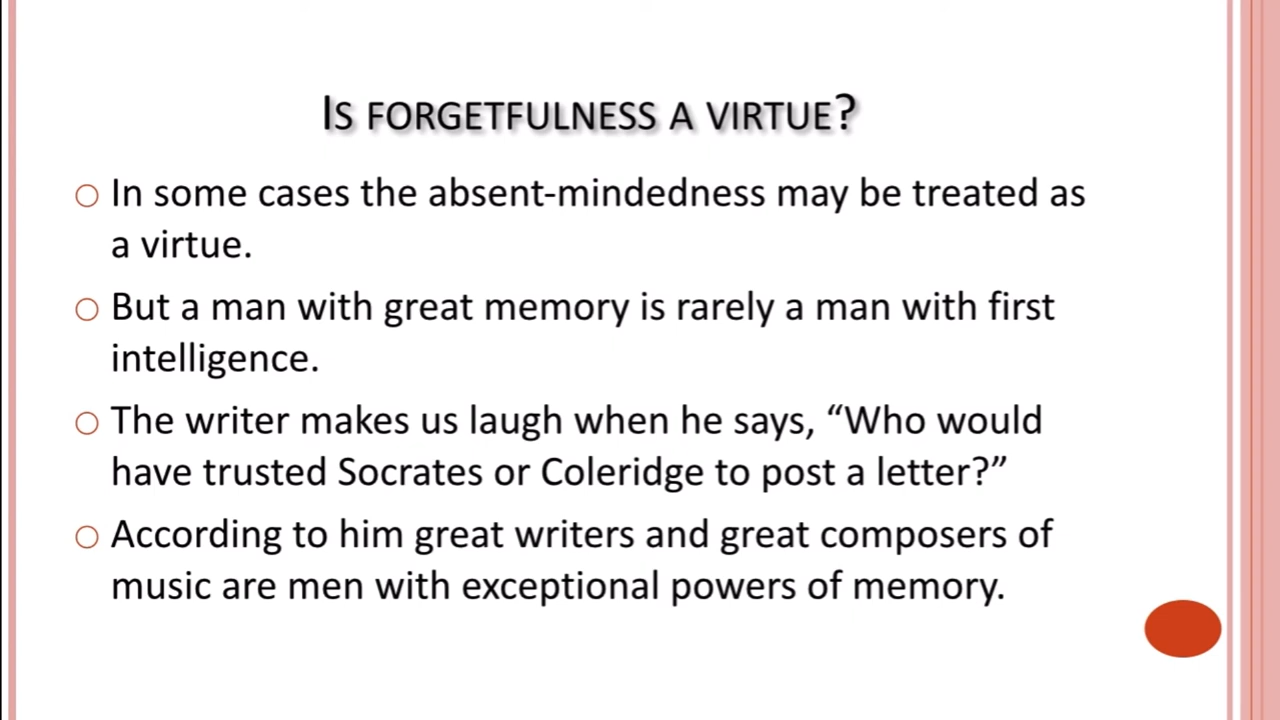 IS FORGETFULNESS A VIRTUE?
In some cases the absent-mindedness may be treated as
a virtue.
But a man with great memory is rarely a man with first
intelligence.
The writer makes us laugh when he says, “Who would
have trusted Socrates or Coleridge to post a letter?”
According to him great writers and great composers of
music are men with exceptional powers of memory.